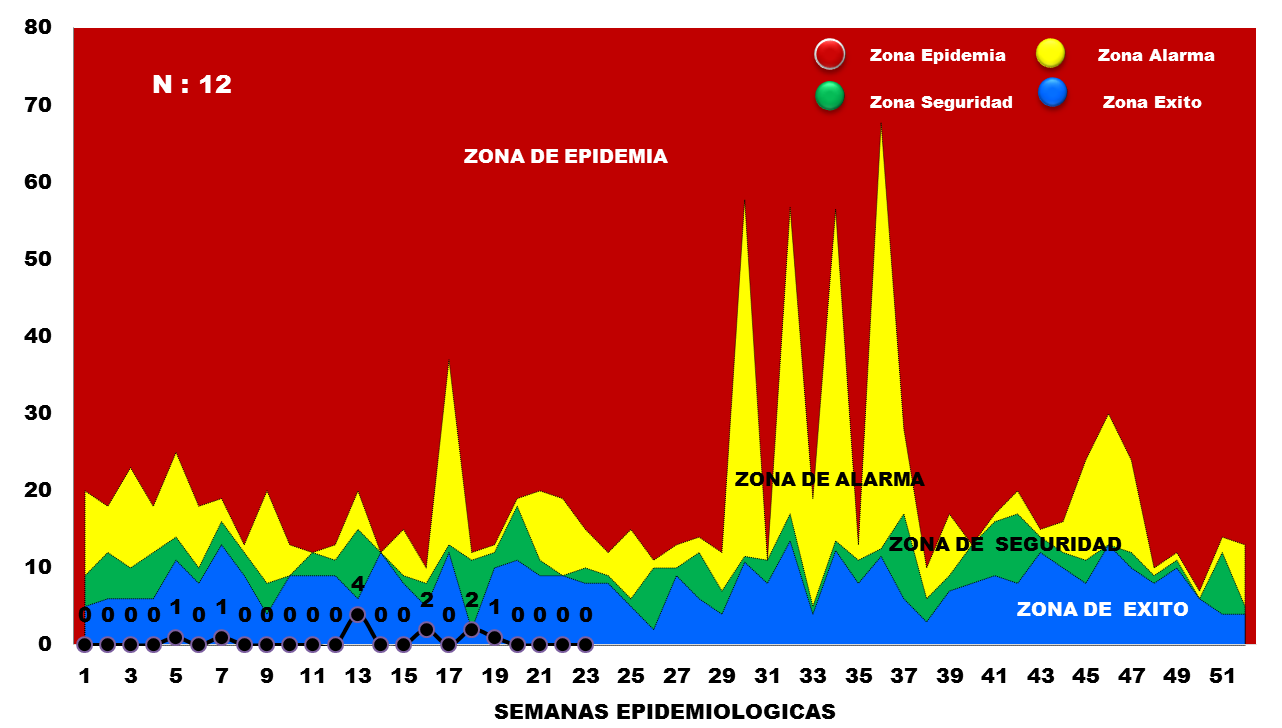 80
Zona Epidemia Zona Alarma
N : 12
70
Zona Seguridad Zona Exito
ZONA DE EPIDEMIA
60
50
40
30
20
ZONA DE ALARMA
10
ZONA DE  SEGURIDAD
4
2 2
1 1 1
0 0 0 0 0 0 0 0 0 0 0 0 0 0 0 0 0
ZONA DE  EXITO
0
1 3 5 7 9 11 13 15 17 19 21 23 25 27 29 31 33 35 37 39 41 43 45 47 49 51
SEMANAS EPIDEMIOLOGICAS